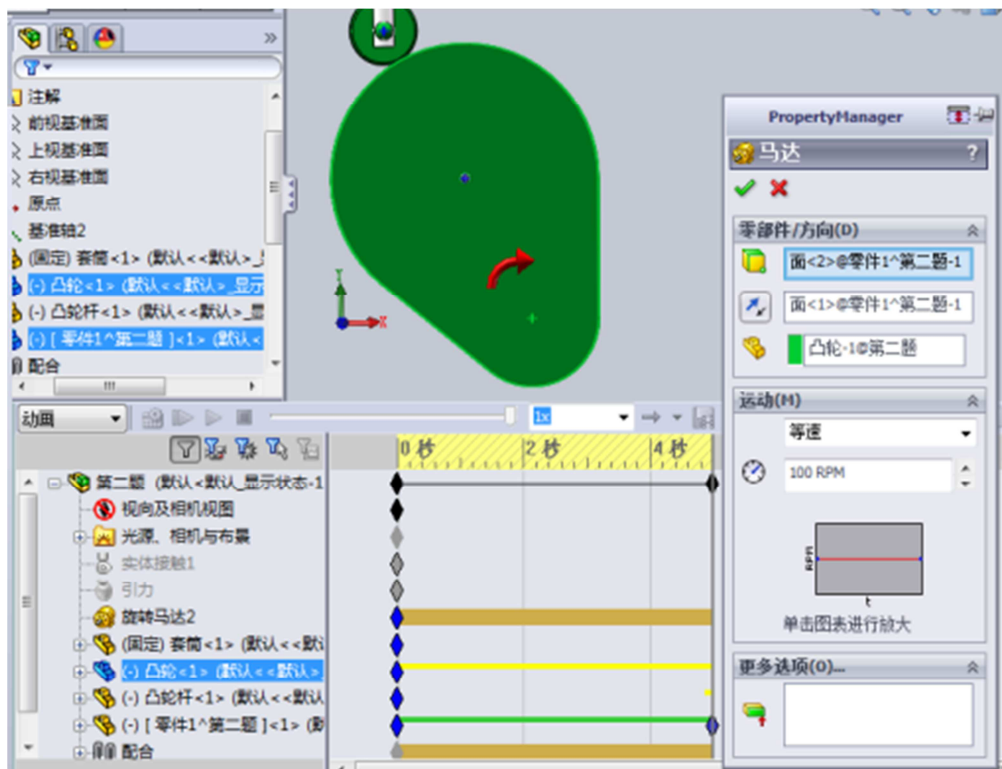 注解
前视基准面
上视基准面
右视基准面
原点
基准轴2
(固定) 套筒<1> (默认<<默认>_
(-) 凸轮<1> (默认<<默认>_显示
(-) 凸轮杆<1> (默认<<默认>_显
(-) [ 零件1^第二题 ]<1> (默认<
配合
Y
X
PropertyManager
马达
?
零部件/方向(D)
面<2>@零件1^第二题-1
面<1>@零件1^第二题-1
凸轮-1@第二题
运动(M)
等速
100 RPM
RPM
t
单击图表进行放大
更多选项(O)...
动画
1x
0 秒
2 秒
4 秒
第二题 (默认<默认_显示状态-1
视向及相机视图
光源、相机与布景
实体接触1
引力
旋转马达2
(固定) 套筒<1> (默认<<默认
(-) 凸轮<1> (默认<<默认>
(-) 凸轮杆<1> (默认<<默认
(-) [ 零件1^第二题 ]<1> (默
配合